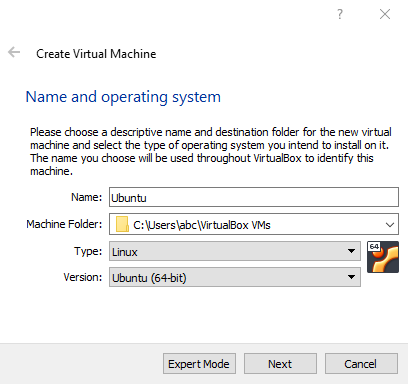 ?
Create Virtual Machine
Name and operating system
Please choose a descriptive name and destination folder for the new virtual
machine and select the type of operating system you intend to install on it.
The name you choose will be used throughout VirtualBox to identify this
machine.
Name: Ubuntu
Machine Folder: C:\Users\abc\VirtualBox VMs
Type: Linux
64
Version: Ubuntu (64-bit)
Expert Mode Next Cancel